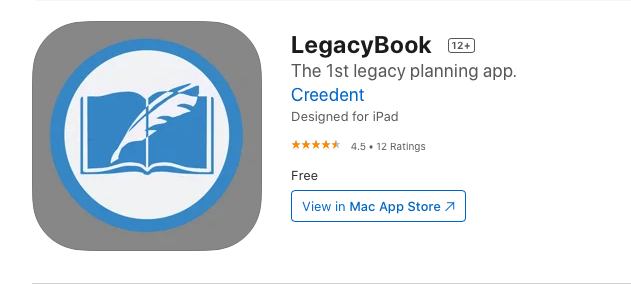 LegacyBook 12+
The 1st legacy planning app.
Creedent
Designed for iPad
4.5 • 12 Ratings
Free
View in Mac App Store ↗